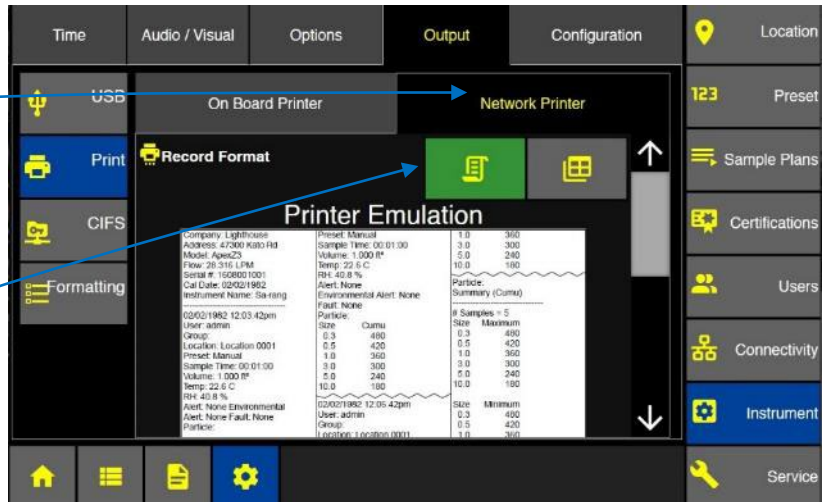 Time
Audio / Visual
Options
Output
Configuration
USB
Print
CIFS
Formatting
On Board Printer
Network Printer
Record Format
Printer Emulation
Company: Lighthouse
Address: 47300 Kato Rd
Model: ApexZ3
Flow: 28.316 LPM
Serial #: 1608001001
Cal Date: 02/02/1982
Instrument Name: Sa-rang
02/02/1982 12:03:42pm
User: admin
Group:
Location: Location 0001
Preset: Manual
Sample Time: 00:01:00
Volume: 1.000 ft³
Temp: 22.6 C
RH: 40.8 %
Alert: None Environmental
Alert: None Fault: None
Particle:
Preset: Manual
Sample Time: 00:01:00
Volume: 1.000 ft³
Temp: 22.6 C
RH: 40.8 %
Alert: None
Environmental Alert: None
Fault: None
Particle:
Size Cumu
0.3 480
0.5 420
1.0 360
3.0 300
5.0 240
10.0 180
02/02/1982 12:05:42pm
User: admin
Group:
Location: Location 0001
1.0 360
3.0 300
5.0 240
10.0 180
Particle:
Summary (Cumu)
# Samples = 5
Size Maximum
0.3 480
0.5 420
1.0 360
3.0 300
5.0 240
10.0 180
Size Minimum
0.3 480
0.5 420
1.0 360
Location
123 Preset
Sample Plans
Certifications
Users
Connectivity
Instrument
Service